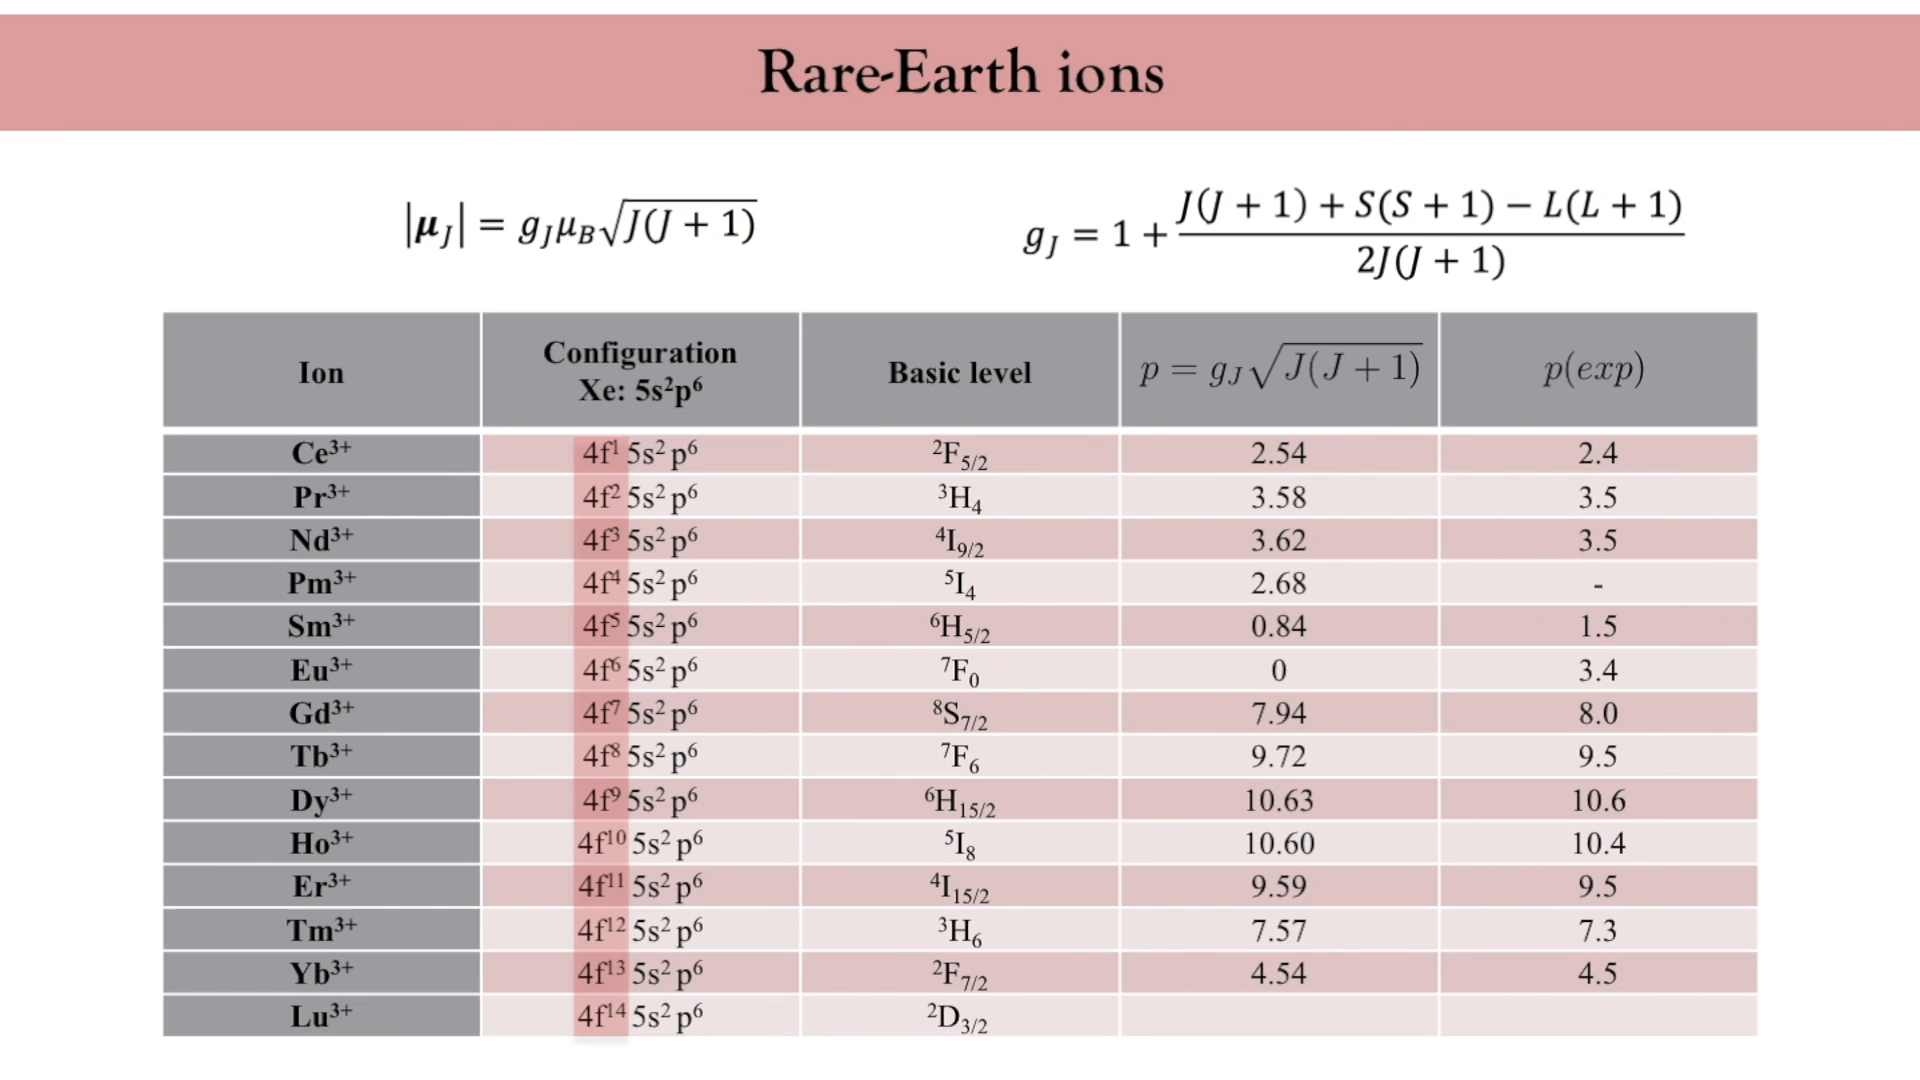 Rare-Earth ions
|μ_J| = g_J μ_B √J(J + 1)
g_J = 1 + J(J + 1) + S(S + 1) − L(L + 1) / 2J(J + 1)
Ion Configuration Xe: 5s²p⁶ Basic level p = g_J √J(J + 1) p(exp)
Ce³⁺ 4f¹ 5s² p⁶ ²F₅/₂ 2.54 2.4
Pr³⁺ 4f² 5s² p⁶ ³H₄ 3.58 3.5
Nd³⁺ 4f³ 5s² p⁶ ⁴I₉/₂ 3.62 3.5
Pm³⁺ 4f⁴ 5s² p⁶ ⁵I₄ 2.68 -
Sm³⁺ 4f⁵ 5s² p⁶ ⁶H₅/₂ 0.84 1.5
Eu³⁺ 4f⁶ 5s² p⁶ ⁷F₀ 0 3.4
Gd³⁺ 4f⁷ 5s² p⁶ ⁸S₇/₂ 7.94 8.0
Tb³⁺ 4f⁸ 5s² p⁶ ⁷F₆ 9.72 9.5
Dy³⁺ 4f⁹ 5s² p⁶ ⁶H₁₅/₂ 10.63 10.6
Ho³⁺ 4f¹⁰ 5s² p⁶ ⁵I₈ 10.60 10.4
Er³⁺ 4f¹¹ 5s² p⁶ ⁴I₁₅/₂ 9.59 9.5
Tm³⁺ 4f¹² 5s² p⁶ ³H₆ 7.57 7.3
Yb³⁺ 4f¹³ 5s² p⁶ ²F₇/₂ 4.54 4.5
Lu³⁺ 4f¹⁴ 5s² p⁶ ²D₃/₂